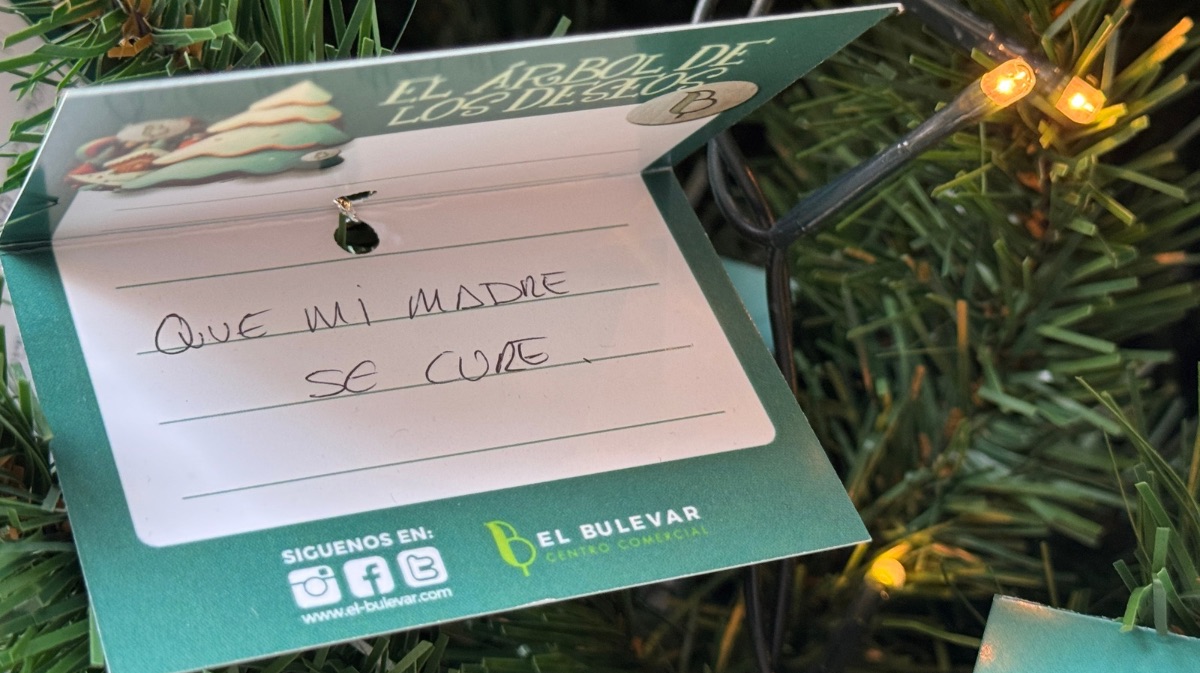 EL ÁRBOL DE
LOS DESEOS
B
QUE MI MADRE
SE CURE.
SIGUENOS EN:
www.el-bulevar.com
EL BULEVAR
CENTRO COMERCIAL